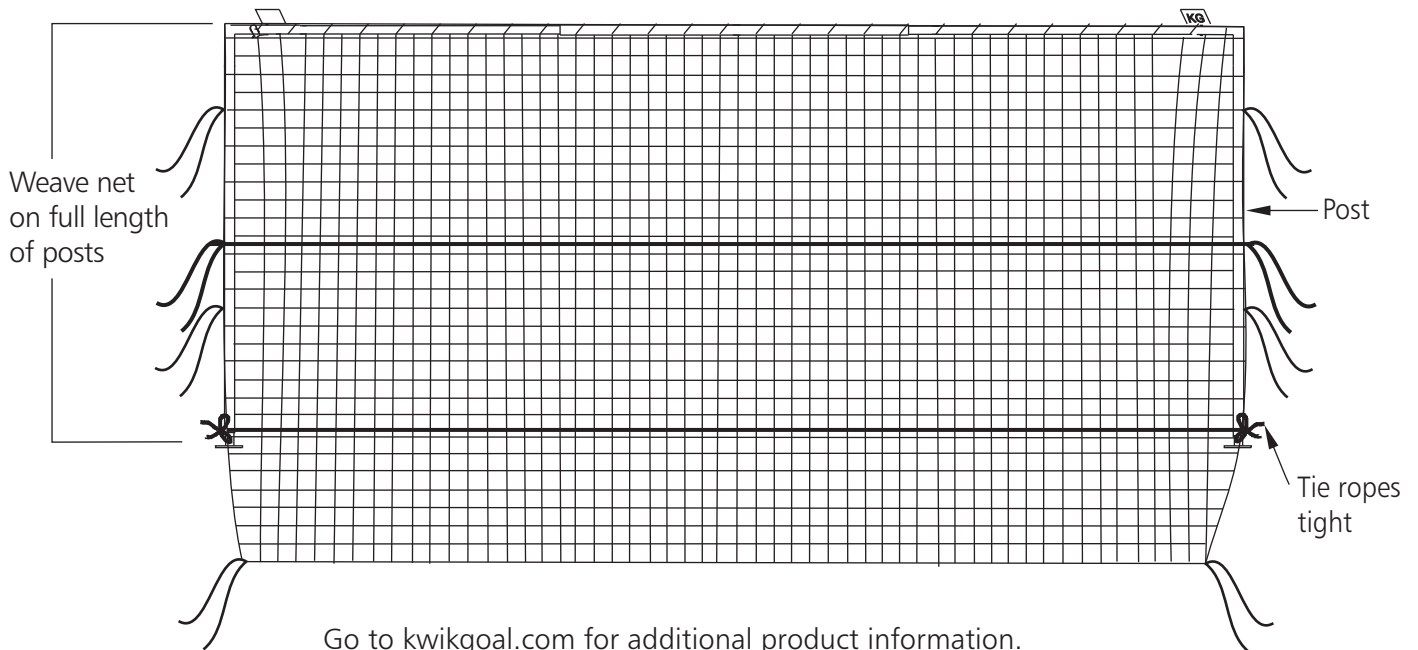 KG
Weave net
on full length
of posts
Post
Tie ropes
tight
Go to kwikgoal.com for additional product information.